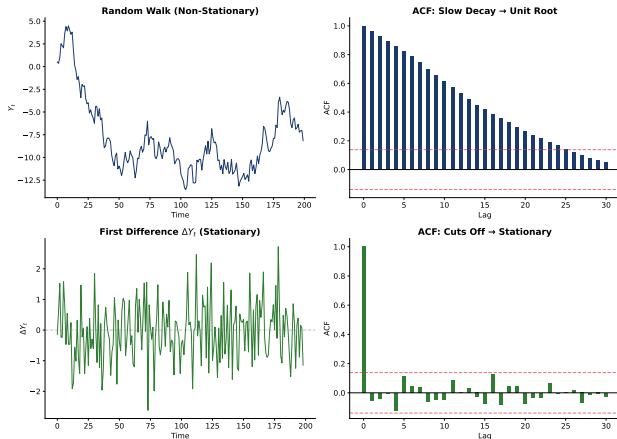 Random Walk (Non-Stationary)
5.0
2.5
0.0
−2.5
−5.0
−7.5
−10.0
−12.5
Yₜ
0 25 50 75 100 125 150 175 200
Time
ACF: Slow Decay → Unit Root
1.0
0.8
0.6
0.4
0.2
0.0
ACF
0 5 10 15 20 25 30
Lag
First Difference ΔYₜ (Stationary)
2
1
0
−1
−2
ΔYₜ
0 25 50 75 100 125 150 175 200
Time
ACF: Cuts Off → Stationary
1.0
0.8
0.6
0.4
0.2
0.0
ACF
0 5 10 15 20 25 30
Lag